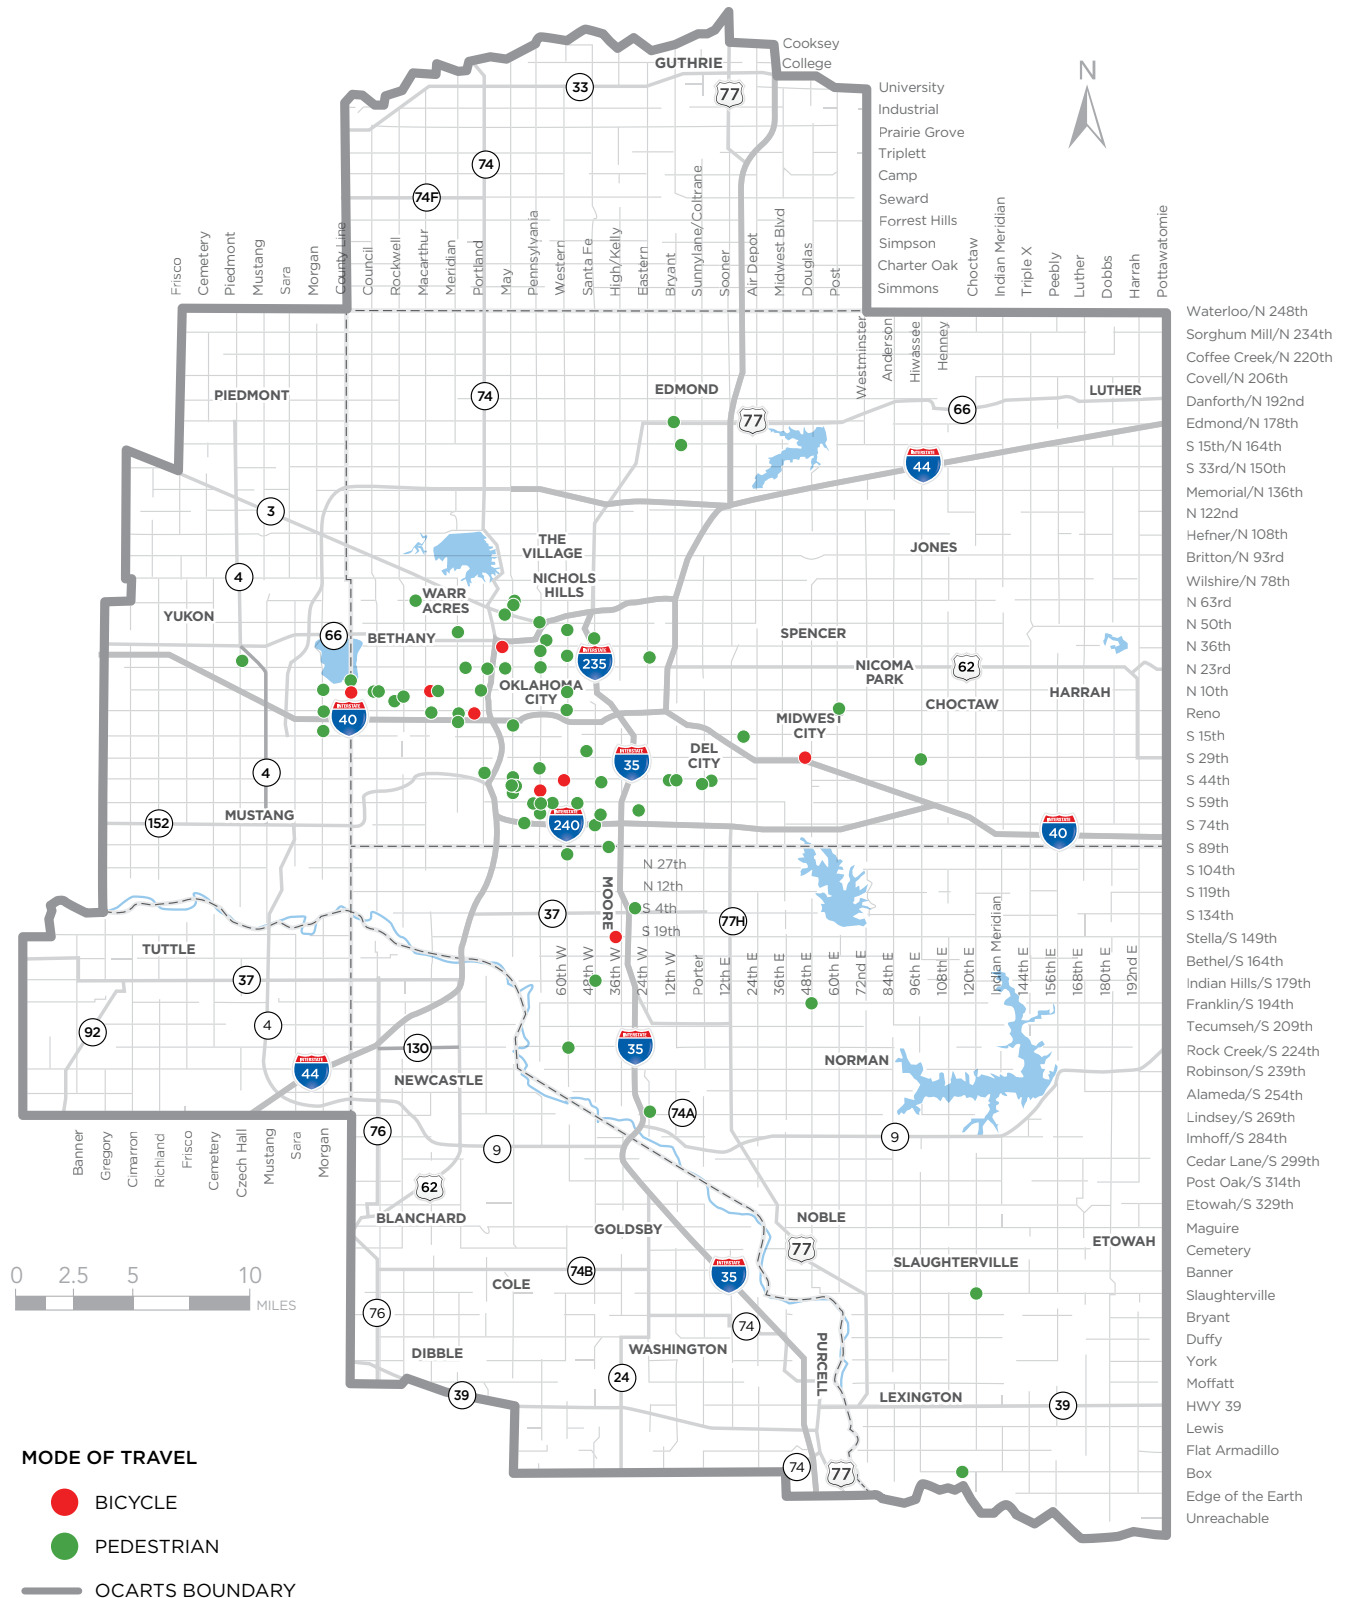 Cooksey
College
GUTHRIE
33
77
N
University
Industrial
Prairie Grove
Triplett
Camp
Seward
Forrest Hills
Simpson
Charter Oak
Simmons
74
74F
Frisco
Cemetery
Piedmont
Mustang
Sara
Morgan
County Line
Council
Rockwell
Macarthur
Meridian
Portland
May
Pennsylvania
Western
Santa Fe
High/Kelly
Eastern
Bryant
Sunnylane/Coltrane
Sooner
Air Depot
Midwest Blvd
Douglas
Post
Westminster
Anderson
Hiwassee
Henney
Choctaw
Indian Meridian
Triple X
Peebly
Luther
Dobbs
Harrah
Pottawatomie
Waterloo/N 248th
Sorghum Mill/N 234th
Coffee Creek/N 220th
Covell/N 206th
Danforth/N 192nd
Edmond/N 178th
S 15th/N 164th
S 33rd/N 150th
Memorial/N 136th
N 122nd
Hefner/N 108th
Britton/N 93rd
Wilshire/N 78th
N 63rd
N 50th
N 36th
N 23rd
N 10th
Reno
S 15th
S 29th
S 44th
S 59th
S 74th
S 89th
S 104th
S 119th
S 134th
Stella/S 149th
Bethel/S 164th
Indian Hills/S 179th
Franklin/S 194th
Tecumseh/S 209th
Rock Creek/S 224th
Robinson/S 239th
Alameda/S 254th
Lindsey/S 269th
Imhoff/S 284th
Cedar Lane/S 299th
Post Oak/S 314th
Etowah/S 329th
Maguire
Cemetery
Banner
Slaughterville
Bryant
Duffy
York
Moffatt
HWY 39
Lewis
Flat Armadillo
Box
Edge of the Earth
Unreachable
PIEDMONT
74
EDMOND
77
66
LUTHER
INTERSTATE
44
3
4
THE
VILLAGE
NICHOLS
HILLS
JONES
WARR
ACRES
YUKON
66
BETHANY
SPENCER
INTERSTATE
235
NICOMA
PARK
62
HARRAH
OKLAHOMA
CITY
CHOCTAW
INTERSTATE
40
MIDWEST
CITY
DEL
CITY
INTERSTATE
35
4
MUSTANG
152
INTERSTATE
240
INTERSTATE
40
N 27th
N 12th
S 4th
S 19th
MOORE
37
77H
60th W
48th W
36th W
24th W
12th W
Porter
12th E
24th E
36th E
48th E
60th E
72nd E
84th E
96th E
108th E
120th E
Indian Meridian
144th E
156th E
168th E
180th E
192nd E
TUTTLE
37
92
4
INTERSTATE
44
130
INTERSTATE
35
NORMAN
NEWCASTLE
74A
76
9
9
Banner
Gregory
Cimarron
Richland
Frisco
Cemetery
Czech Hall
Mustang
Sara
Morgan
62
BLANCHARD
GOLDSBY
NOBLE
77
ETOWAH
SLAUGHTERVILLE
74B
INTERSTATE
35
COLE
0 2.5 5 10
MILES
76
74
WASHINGTON
DIBBLE
PURCELL
24
39
LEXINGTON
39
74
77
MODE OF TRAVEL
BICYCLE
PEDESTRIAN
OCARTS BOUNDARY